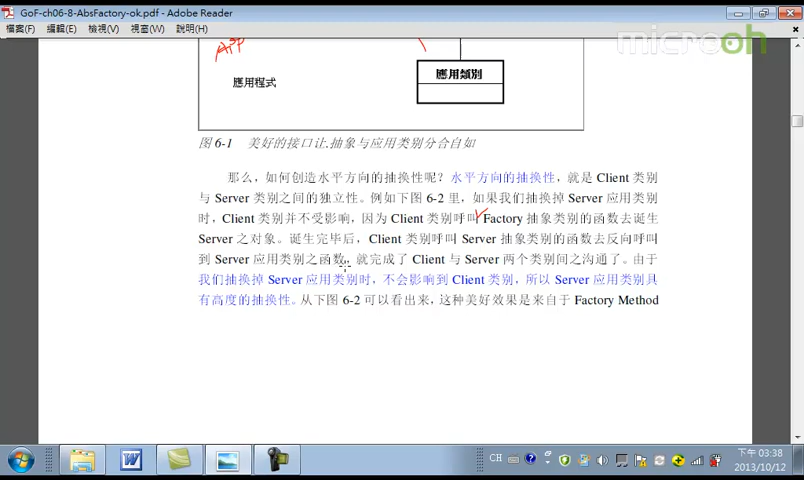 GoF-ch06-8-AbsFactory-ok.pdf - Adobe Reader
檔案(F) 編輯(E) 檢視(V) 視窗(W) 說明(H)
microoh
App
應用類別
應用程式
图 6-1 美好的接口让.抽象与应用类别分合自如
那么，如何创造水平方向的抽换性呢？水平方向的抽换性，就是 Client 类别
与 Server 类别之间的独立性。例如下图 6-2 里，如果我们抽换掉 Server 应用类别
时，Client 类别并不受影响，因为 Client 类别呼叫 Factory 抽象类别的函数去诞生
Server 之对象。诞生完毕后，Client 类别呼叫 Server 抽象类别的函数去反向呼叫
到 Server 应用类别之函数，就完成了 Client 与 Server 两个类别间之沟通了。由于
我们抽换掉 Server 应用类别时，不会影响到 Client 类别，所以 Server 应用类别具
有高度的抽换性。从下图 6-2 可以看出来，这种美好效果是来自于 Factory Method
CH
下午 03:38
2013/10/12